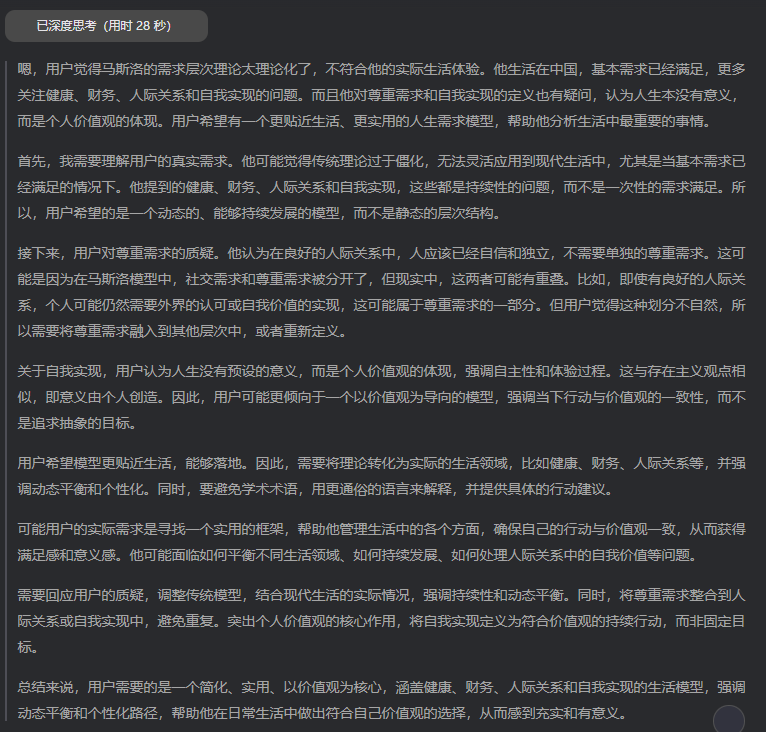 已深度思考（用时 28 秒）
嗯，用户觉得马斯洛的需求层次理论太理论化了，不符合他的实际生活体验。他生活在中国，基本需求已经满足，更多
关注健康、财务、人际关系和自我实现的问题。而且他对尊重需求和自我实现的定义也有疑问，认为人生本没有意义，
而是个人价值观的体现。用户希望有一个更贴近生活、更实用的人生需求模型，帮助他分析生活中最重要的事情。
首先，我需要理解用户的真实需求。他可能觉得传统理论过于僵化，无法灵活应用到现代生活中，尤其是当基本需求已
经满足的情况下。他提到的健康、财务、人际关系和自我实现，这些都是持续性的问题，而不是一次性的需求满足。所
以，用户希望的是一个动态的、能够持续发展的模型，而不是静态的层次结构。
接下来，用户对尊重需求的质疑。他认为在良好的人际关系中，人应该已经自信和独立，不需要单独的尊重需求。这可
能是因为在马斯洛模型中，社交需求和尊重需求被分开了，但现实中，这两者可能有重叠。比如，即使有良好的人际关
系，个人可能仍然需要外界的认可或自我价值的实现，这可能属于尊重需求的一部分。但用户觉得这种划分不自然，所
以需要将尊重需求融入到其他层次中，或者重新定义。
关于自我实现，用户认为人生没有预设的意义，而是个人价值观的体现，强调自主性和体验过程。这与存在主义观点相
似，即意义由个人创造。因此，用户可能更倾向于一个以价值观为导向的模型，强调当下行动与价值观的一致性，而不
是追求抽象的目标。
用户希望模型更贴近生活，能够落地。因此，需要将理论转化为实际的生活领域，比如健康、财务、人际关系等，并强
调动态平衡和个性化。同时，要避免学术术语，用更通俗的语言来解释，并提供具体的行动建议。
可能用户的实际需求是寻找一个实用的框架，帮助他管理生活中的各个方面，确保自己的行动与价值观一致，从而获得
满足感和意义感。他可能面临如何平衡不同生活领域、如何持续发展、如何处理人际关系中的自我价值等问题。
需要回应用户的质疑，调整传统模型，结合现代生活的实际情况，强调持续性和动态平衡。同时，将尊重需求整合到人
际关系或自我实现中，避免重复。突出个人价值观的核心作用，将自我实现定义为符合价值观的持续行动，而非固定目
标。
总结来说，用户需要的是一个简化、实用、以价值观为核心，涵盖健康、财务、人际关系和自我实现的生活模型，强调
动态平衡和个性化路径，帮助他在日常生活中做出符合自己价值观的选择，从而感到充实和有意义。